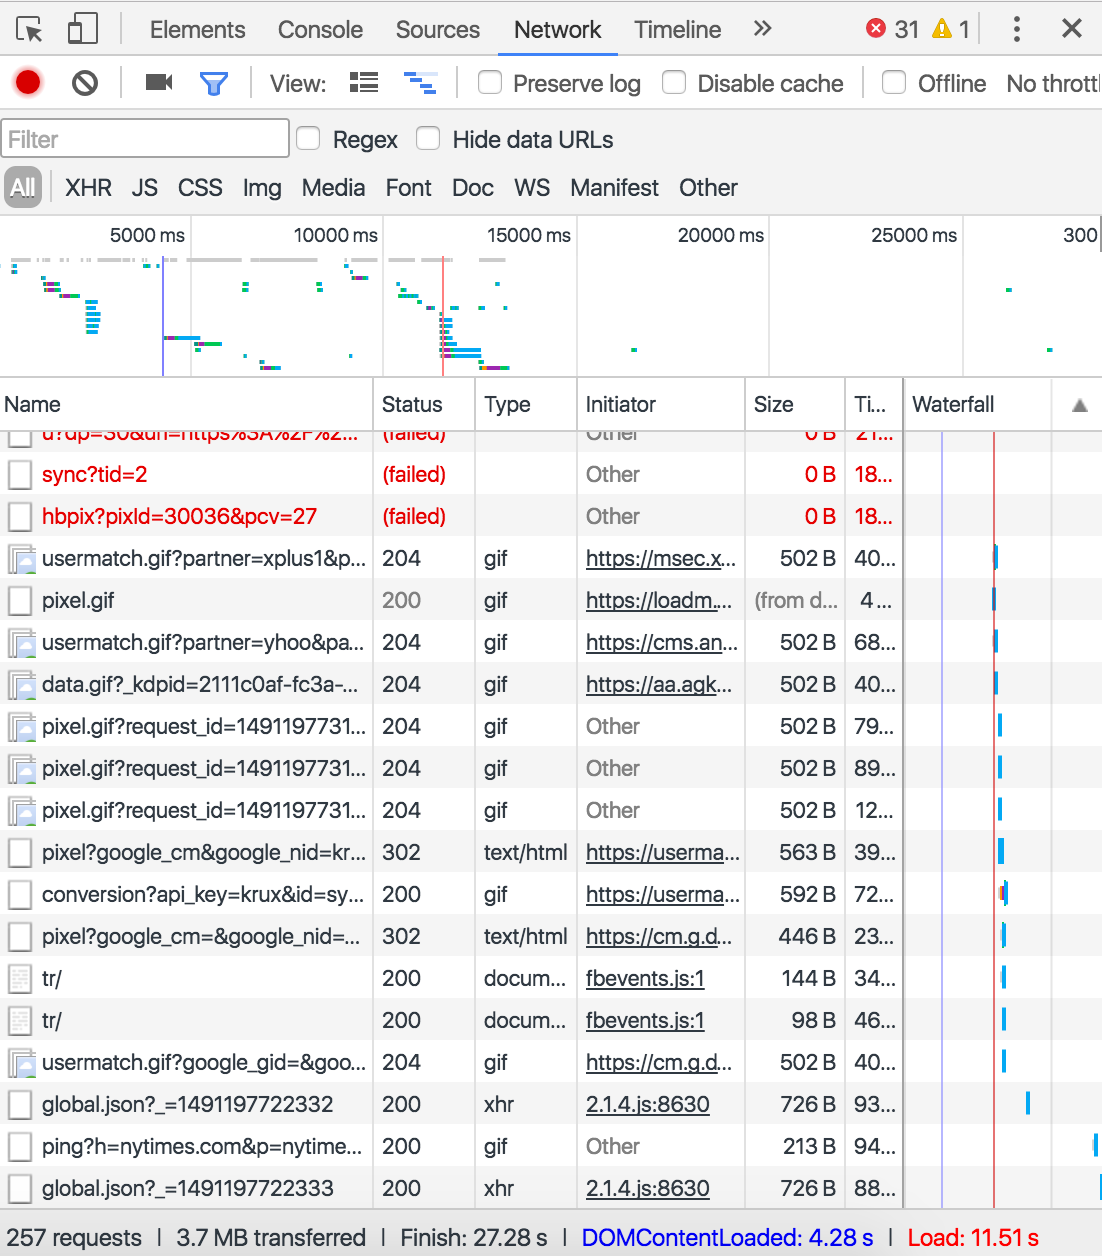 Elements Console Sources Network Timeline » 31 1
View: Preserve log Disable cache Offline No thrott
Filter Regex Hide data URLs
All XHR JS CSS Img Media Font Doc WS Manifest Other
5000 ms 10000 ms 15000 ms 20000 ms 25000 ms 300
Name Status Type Initiator Size Ti... Waterfall
u?dp=30&url=https%3A%2F%2... (failed) Other 0 B 21...
sync?tid=2 (failed) Other 0 B 18...
hbpix?pixId=30036&pcv=27 (failed) Other 0 B 18...
usermatch.gif?partner=xplus1&p... 204 gif https://msec.x... 502 B 40...
pixel.gif 200 gif https://loadm.... (from d... 4 ...
usermatch.gif?partner=yhoo&pa... 204 gif https://cms.an... 502 B 68...
data.gif?_kdpid=2111c0af-fc3a-... 204 gif https://aa.agk... 502 B 40...
pixel.gif?request_id=1491197731... 204 gif Other 502 B 79...
pixel.gif?request_id=1491197731... 204 gif Other 502 B 89...
pixel.gif?request_id=1491197731... 204 gif Other 502 B 12...
pixel?google_cm&google_nid=kr... 302 text/html https://userma... 563 B 39...
conversion?api_key=krux&id=sy... 200 gif https://userma... 592 B 72...
pixel?google_cm=&google_nid=... 302 text/html https://cm.g.d... 446 B 23...
tr/ 200 docum... fbevents.js:1 144 B 34...
tr/ 200 docum... fbevents.js:1 98 B 46...
usermatch.gif?google_gid=&goo... 204 gif https://cm.g.d... 502 B 40...
global.json?_=1491197722332 200 xhr 2.1.4.js:8630 726 B 93...
ping?h=nytimes.com&p=nytime... 200 gif Other 213 B 94...
global.json?_=1491197722333 200 xhr 2.1.4.js:8630 726 B 88...
257 requests | 3.7 MB transferred | Finish: 27.28 s | DOMContentLoaded: 4.28 s | Load: 11.51 s